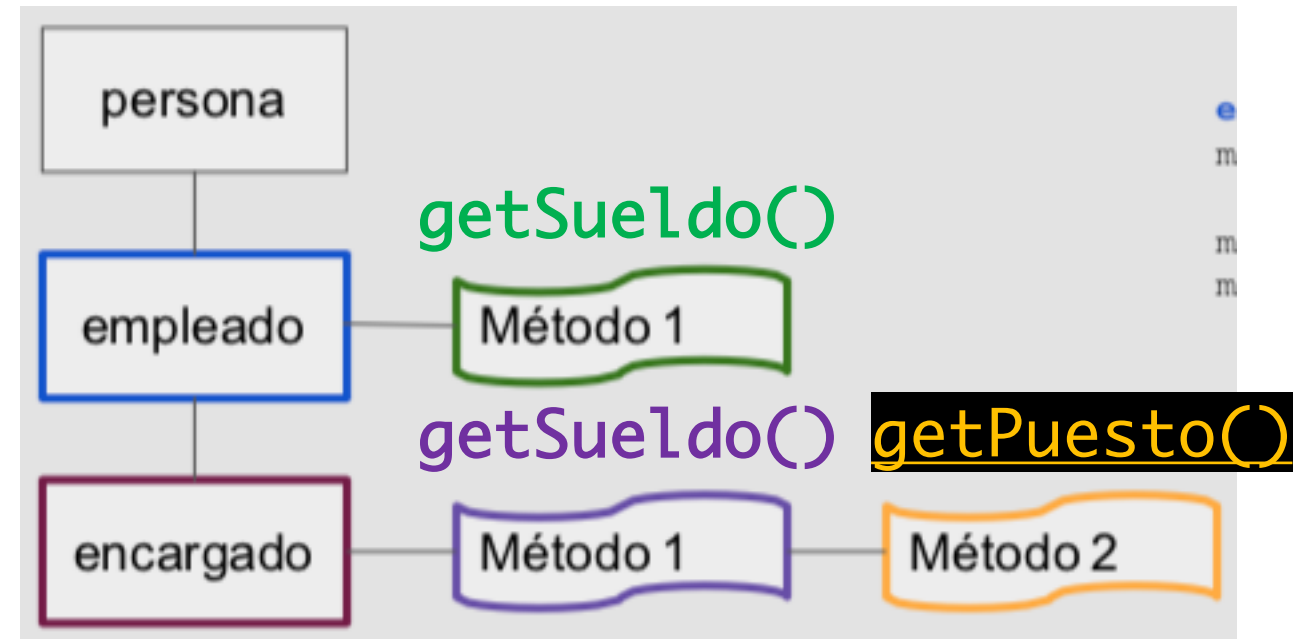 persona
e
m
getSueldo()
m
m
empleado
Método 1
getSueldo() getPuesto()
encargado
Método 1
Método 2